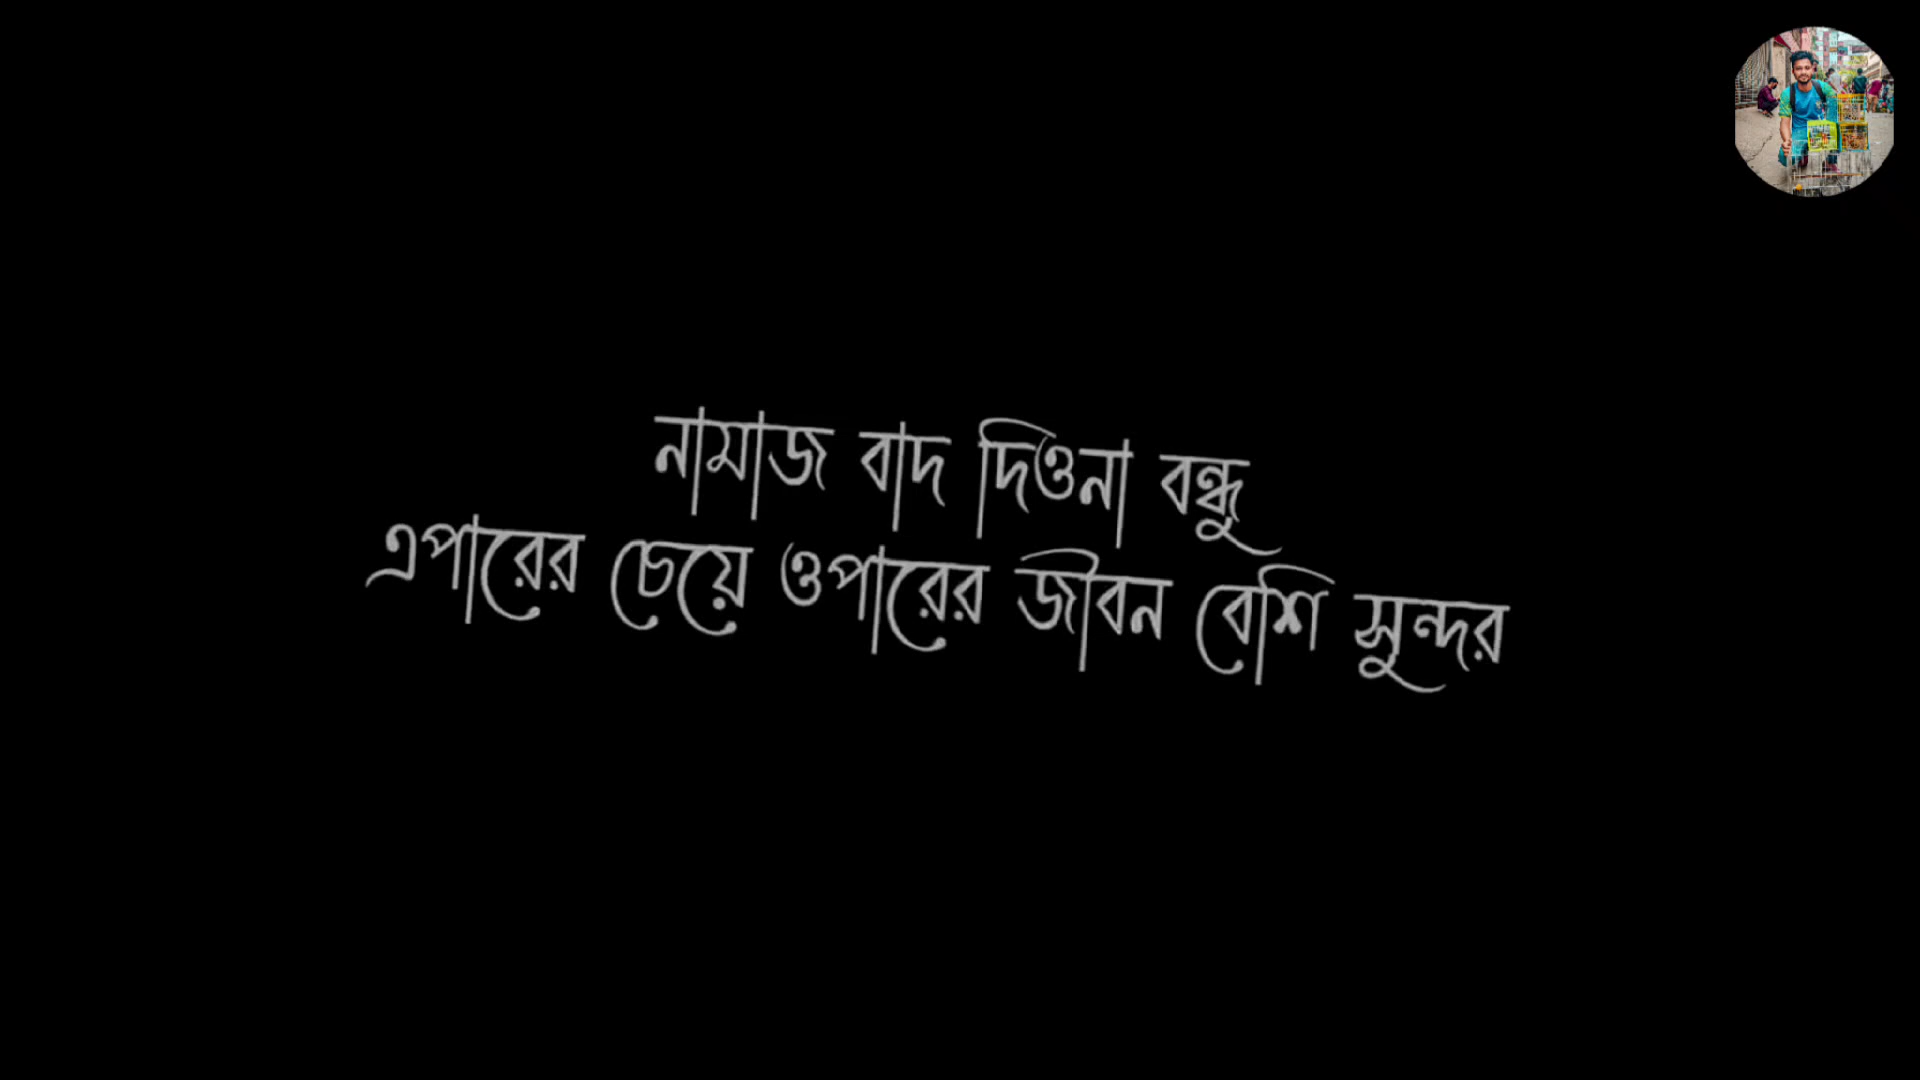 নামাজ বাদ দিওনা বন্ধু
এপারের চেয়ে ওপারের জীবন বেশি সুন্দর